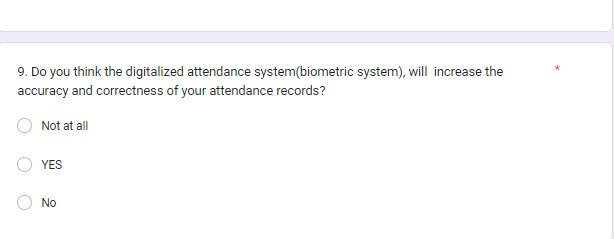 9. Do you think the digitalized attendance system(biometric system), will  increase the *
accuracy and correctness of your attendance records?
Not at all
YES
No